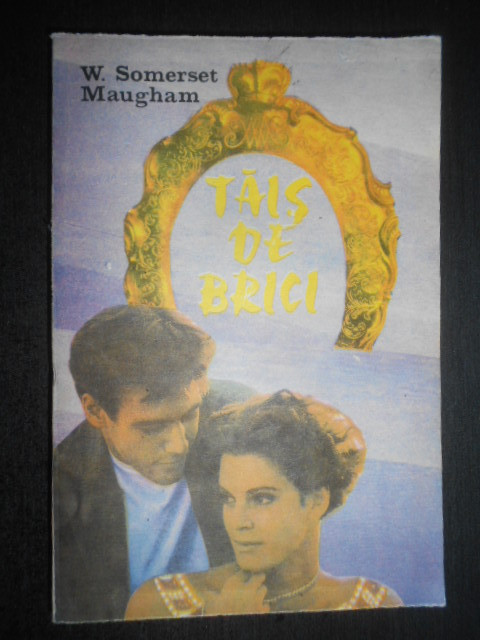 W. Somerset
Maugham
TĂIȘ
DE
BRICI